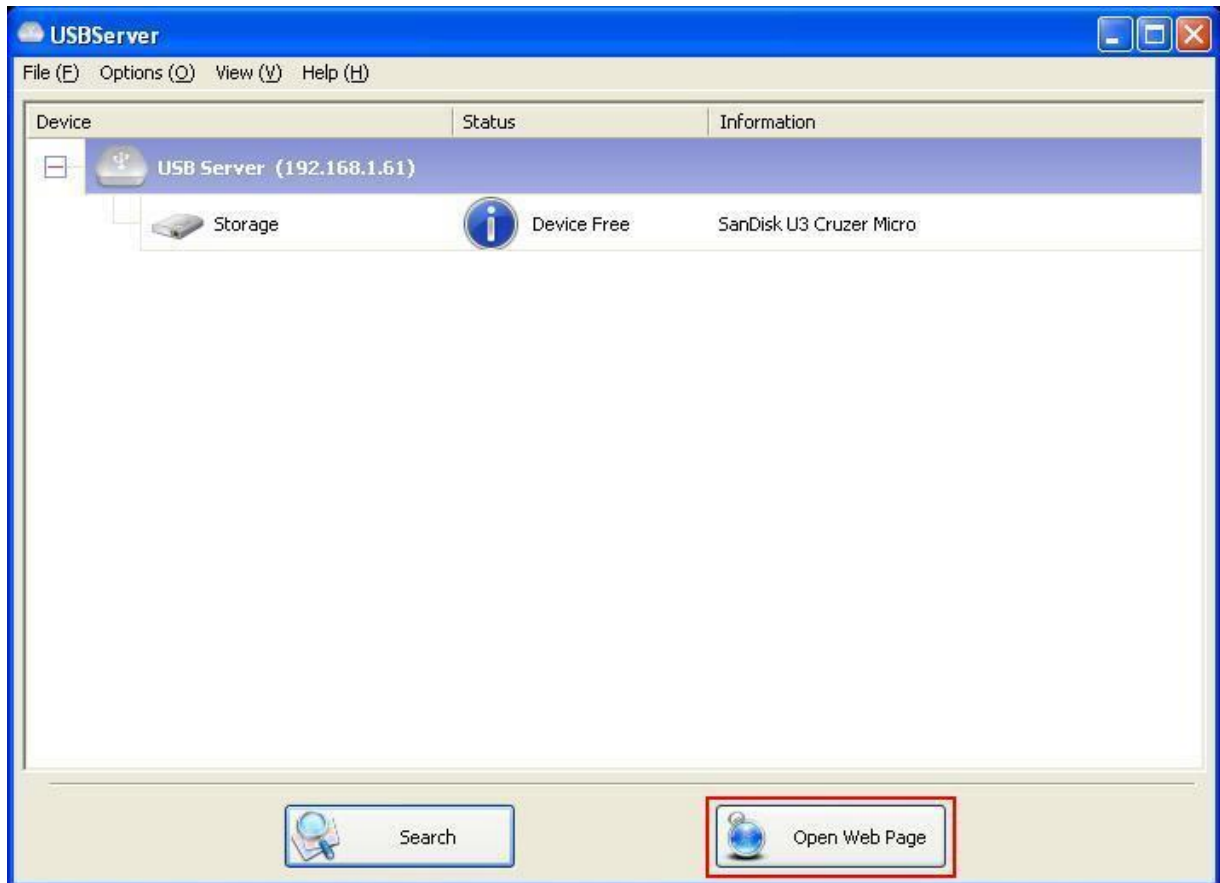 USBServer
File (F) Options (O) View (V) Help (H)
Device Status Information
USB Server (192.168.1.61)
Storage Device Free SanDisk U3 Cruzer Micro
Search Open Web Page